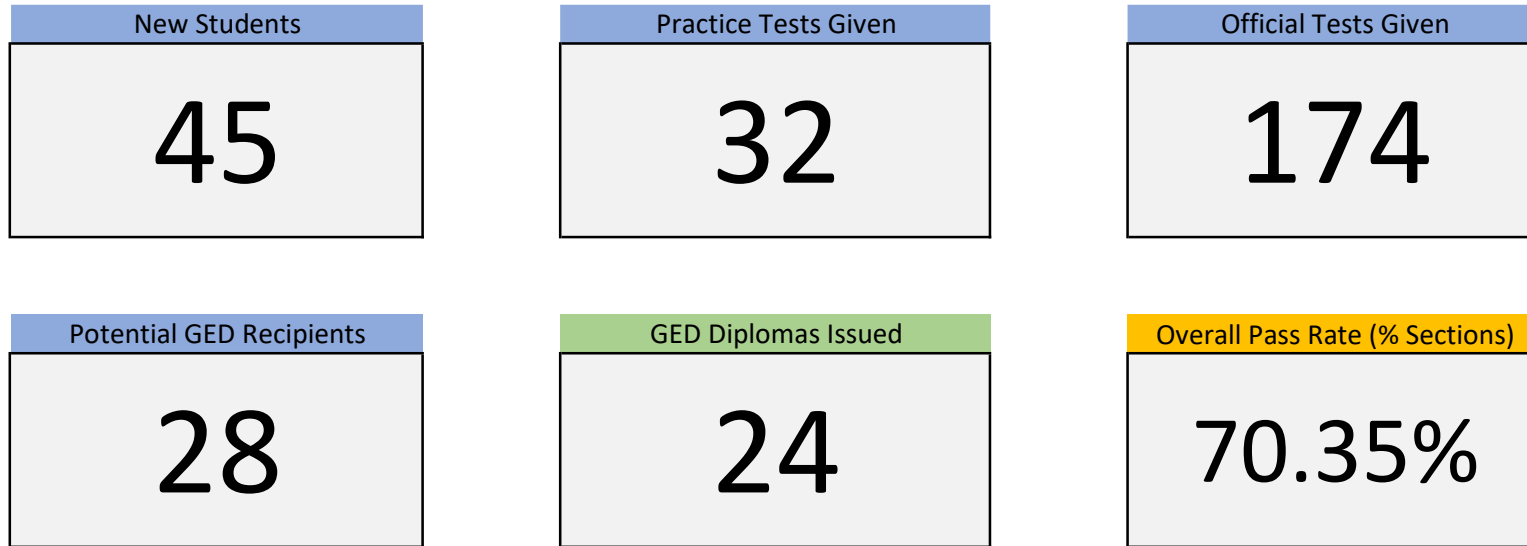 New Students
Practice Tests Given
Official Tests Given
45
32
174
Potential GED Recipients
GED Diplomas Issued
Overall Pass Rate (% Sections)
28
24
70.35%